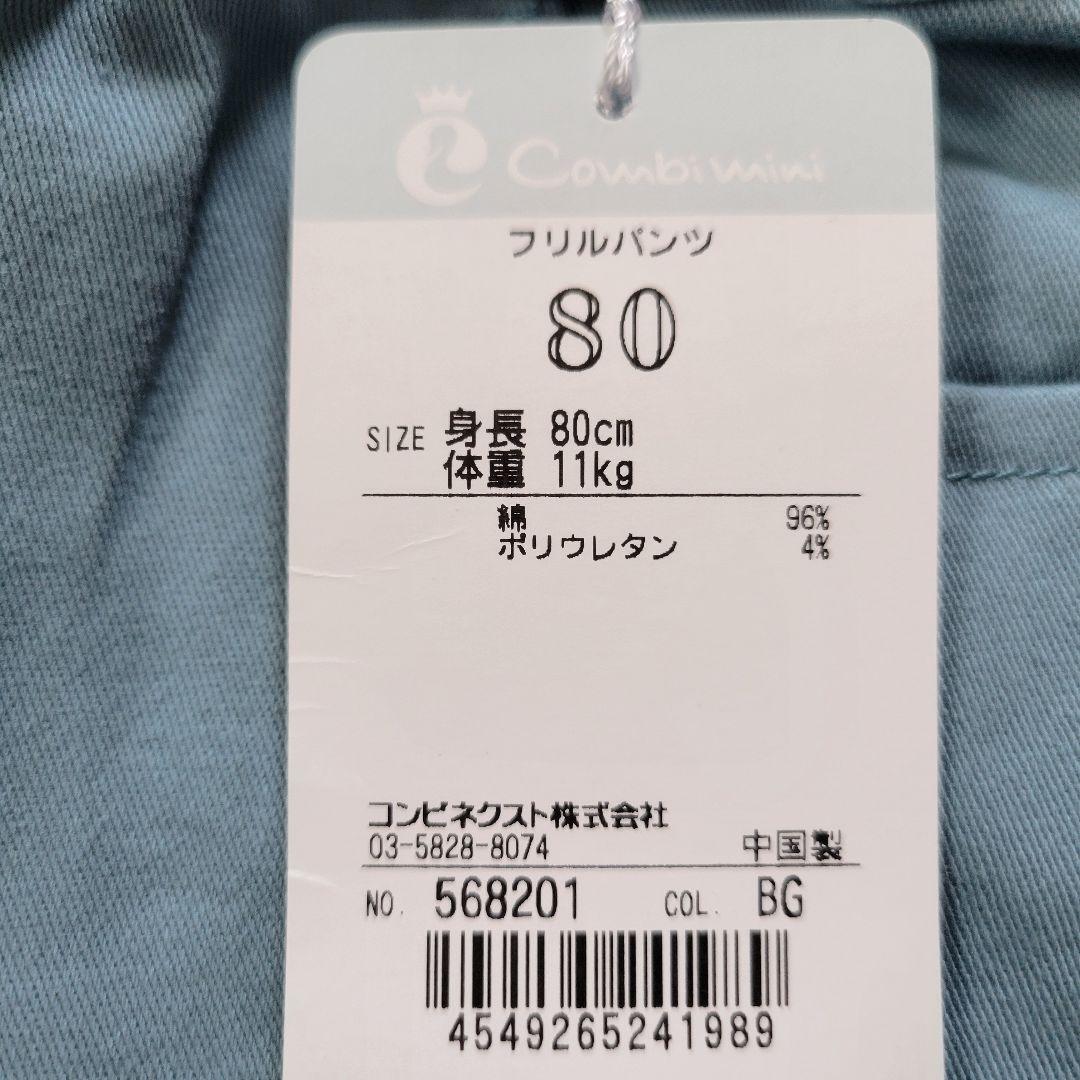 Combi mini
フリルパンツ
80
SIZE 身長 80cm
体重 11kg
綿 96%
ポリウレタン 4%
コンビネクスト株式会社
03-5828-8074 中国製
NO. 568201 COL. BG
4549265241989